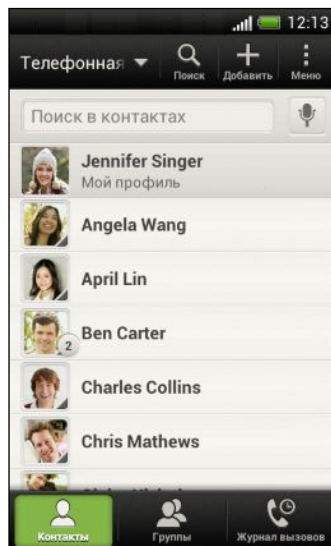 12:13
Телефонная
Поиск
Добавить
Меню
Поиск в контактах
Jennifer Singer
Мой профиль
Angela Wang
April Lin
Ben Carter
2
Charles Collins
Chris Mathews
Контакты
Группы
Журнал вызовов